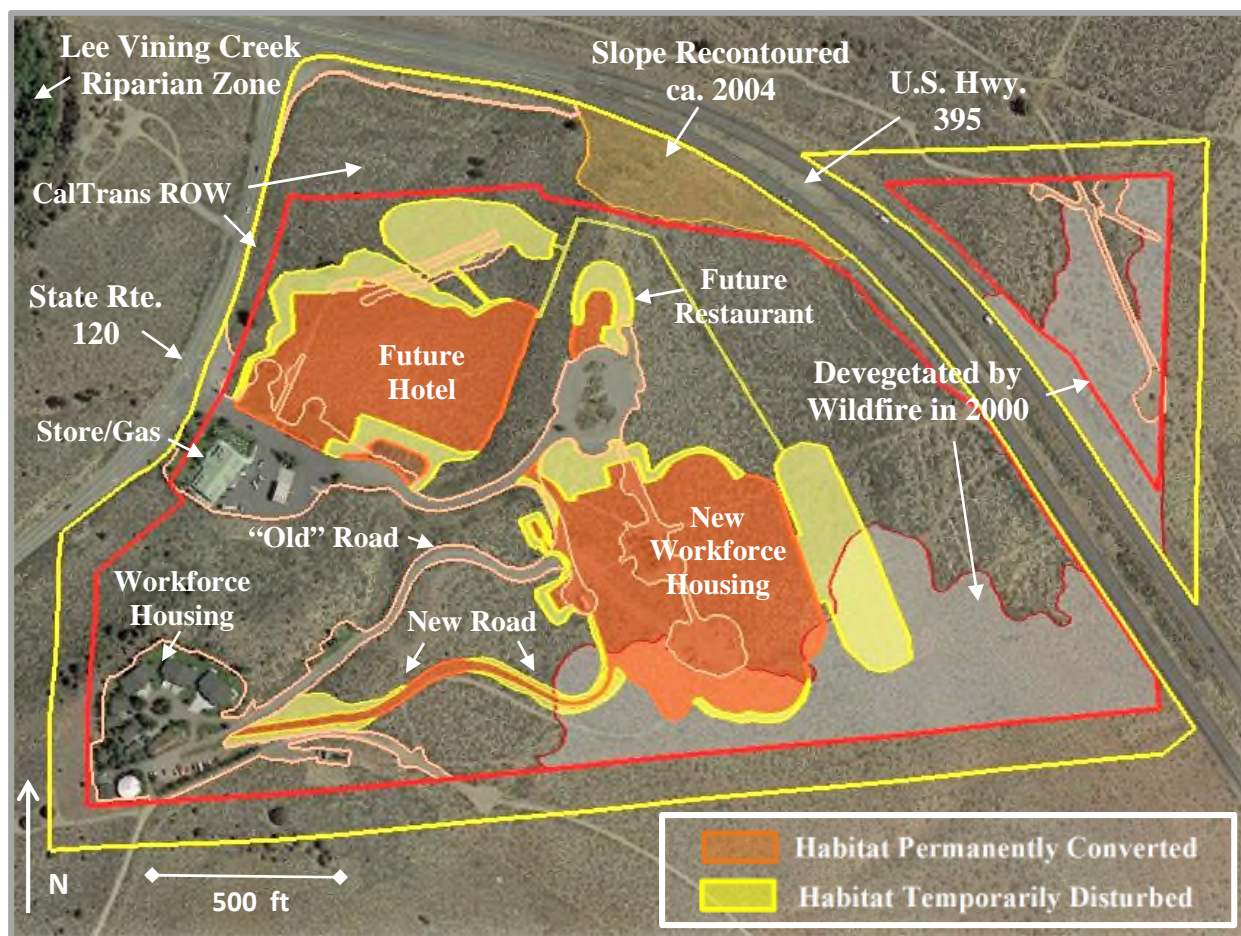 Lee Vining Creek
Riparian Zone
Slope Recontoured
ca. 2004
U.S. Hwy.
395
CalTrans ROW
State Rte.
120
Future
Restaurant
Future
Hotel
Devegetated by
Wildfire in 2000
Store/Gas
New
Workforce
Housing
“Old” Road
Workforce
Housing
New Road
N
500 ft
Habitat Permanently Converted
Habitat Temporarily Disturbed